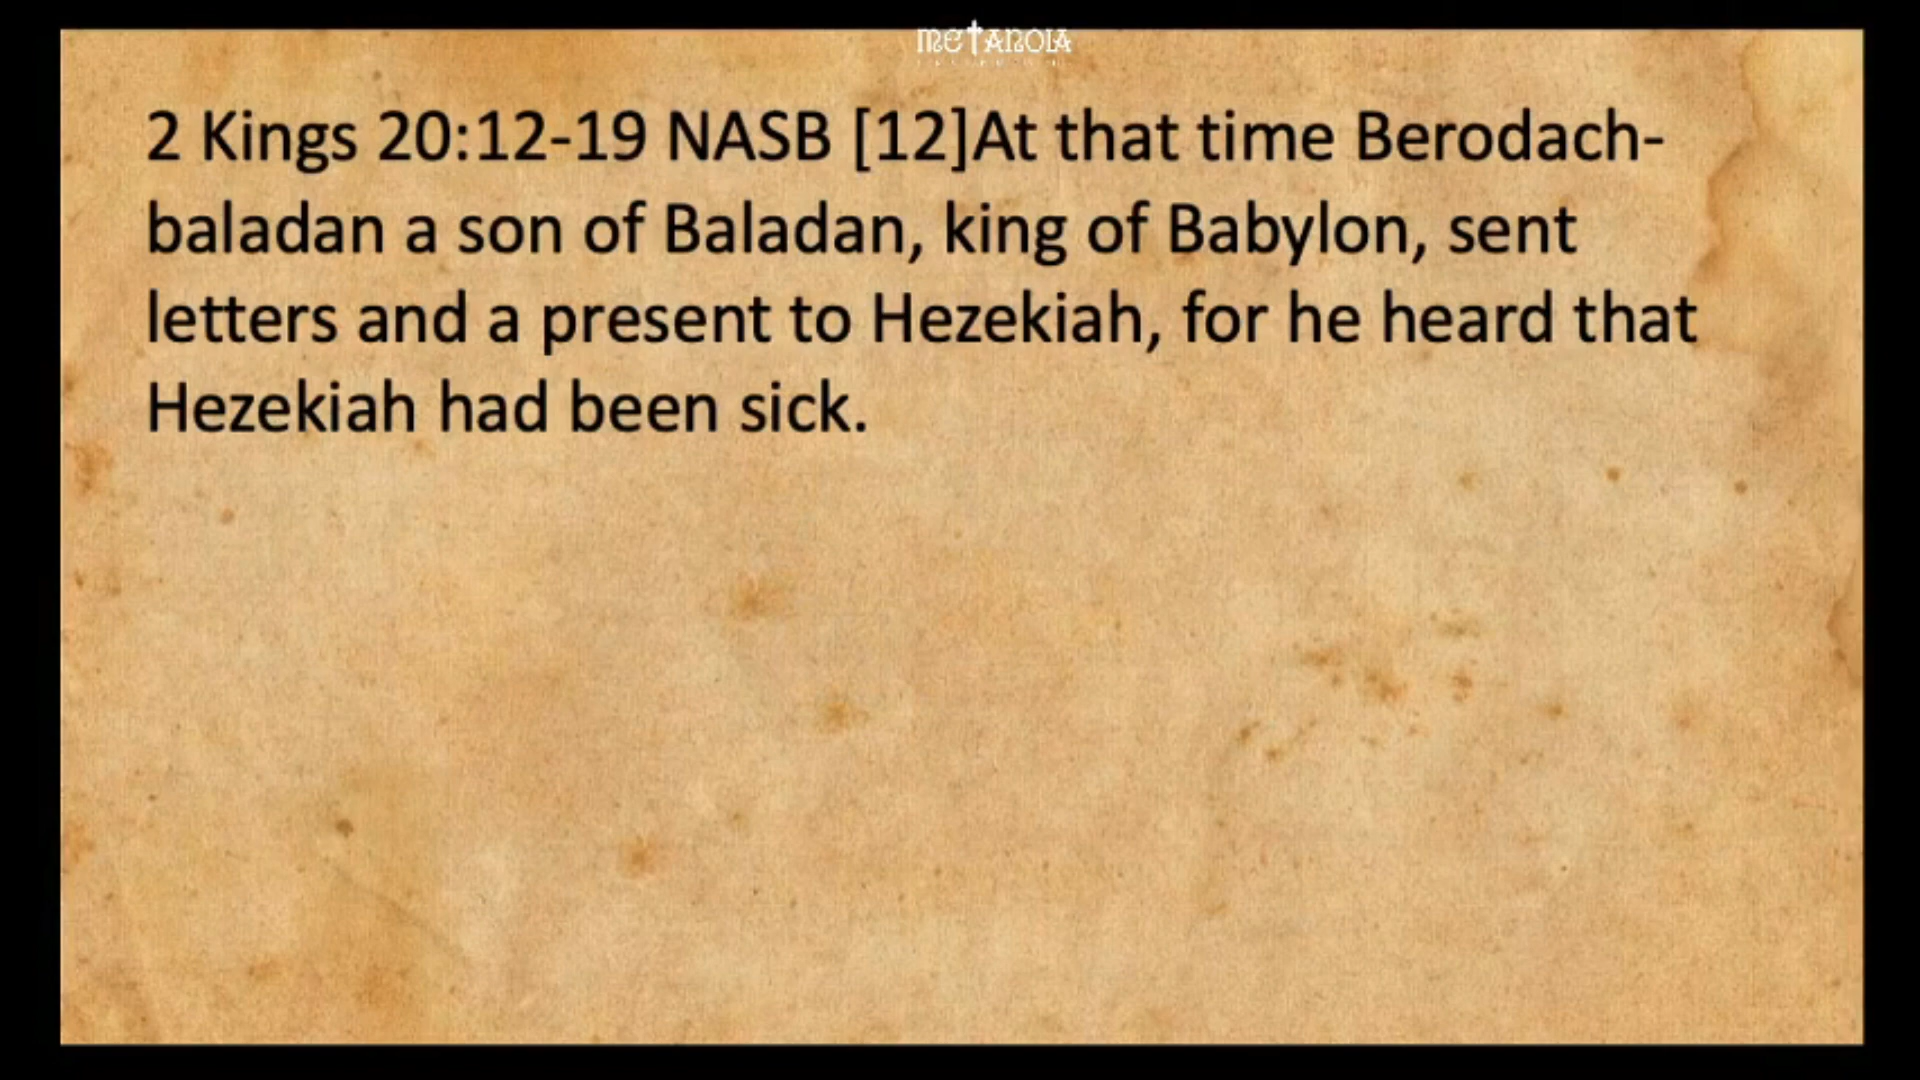 METANOIA
2 Kings 20:12-19 NASB [12]At that time Berodach-
baladan a son of Baladan, king of Babylon, sent
letters and a present to Hezekiah, for he heard that
Hezekiah had been sick.